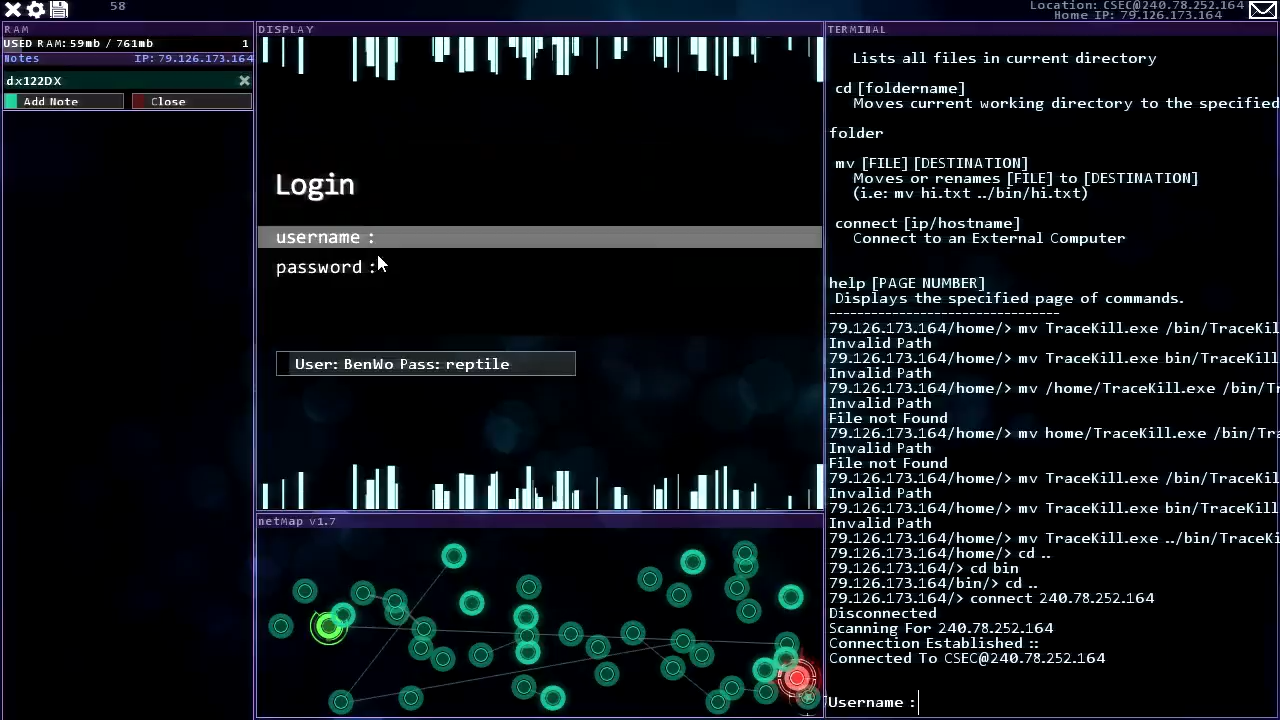 58
Location: CSEC@240.78.252.164
Home IP: 79.126.173.164
RAM
USED RAM: 59mb / 761mb 1
Notes IP: 79.126.173.164
dx122DX
Add Note Close
DISPLAY
Login
username :
password :
User: BenWo Pass: reptile
netMap v1.7
TERMINAL
Lists all files in current directory
cd [foldername]
Moves current working directory to the specified
folder
mv [FILE] [DESTINATION]
Moves or renames [FILE] to [DESTINATION]
(i.e: mv hi.txt ../bin/hi.txt)
connect [ip/hostname]
Connect to an External Computer
help [PAGE NUMBER]
Displays the specified page of commands.
--------------------------------
79.126.173.164/home/> mv TraceKill.exe /bin/TraceKil
Invalid Path
79.126.173.164/home/> mv TraceKill.exe bin/TraceKill
Invalid Path
79.126.173.164/home/> mv /home/TraceKill.exe /bin/Tr
Invalid Path
File not Found
79.126.173.164/home/> mv home/TraceKill.exe /bin/Tra
Invalid Path
File not Found
79.126.173.164/home/> mv TraceKill.exe /bin/TraceKil
Invalid Path
79.126.173.164/home/> mv TraceKill.exe bin/TraceKill
Invalid Path
79.126.173.164/home/> mv TraceKill.exe ../bin/TraceK
79.126.173.164/home/> cd ..
79.126.173.164/> cd bin
79.126.173.164/bin/> cd ..
79.126.173.164/> connect 240.78.252.164
Disconnected
Scanning For 240.78.252.164
Connection Established ::
Connected To CSEC@240.78.252.164
Username :